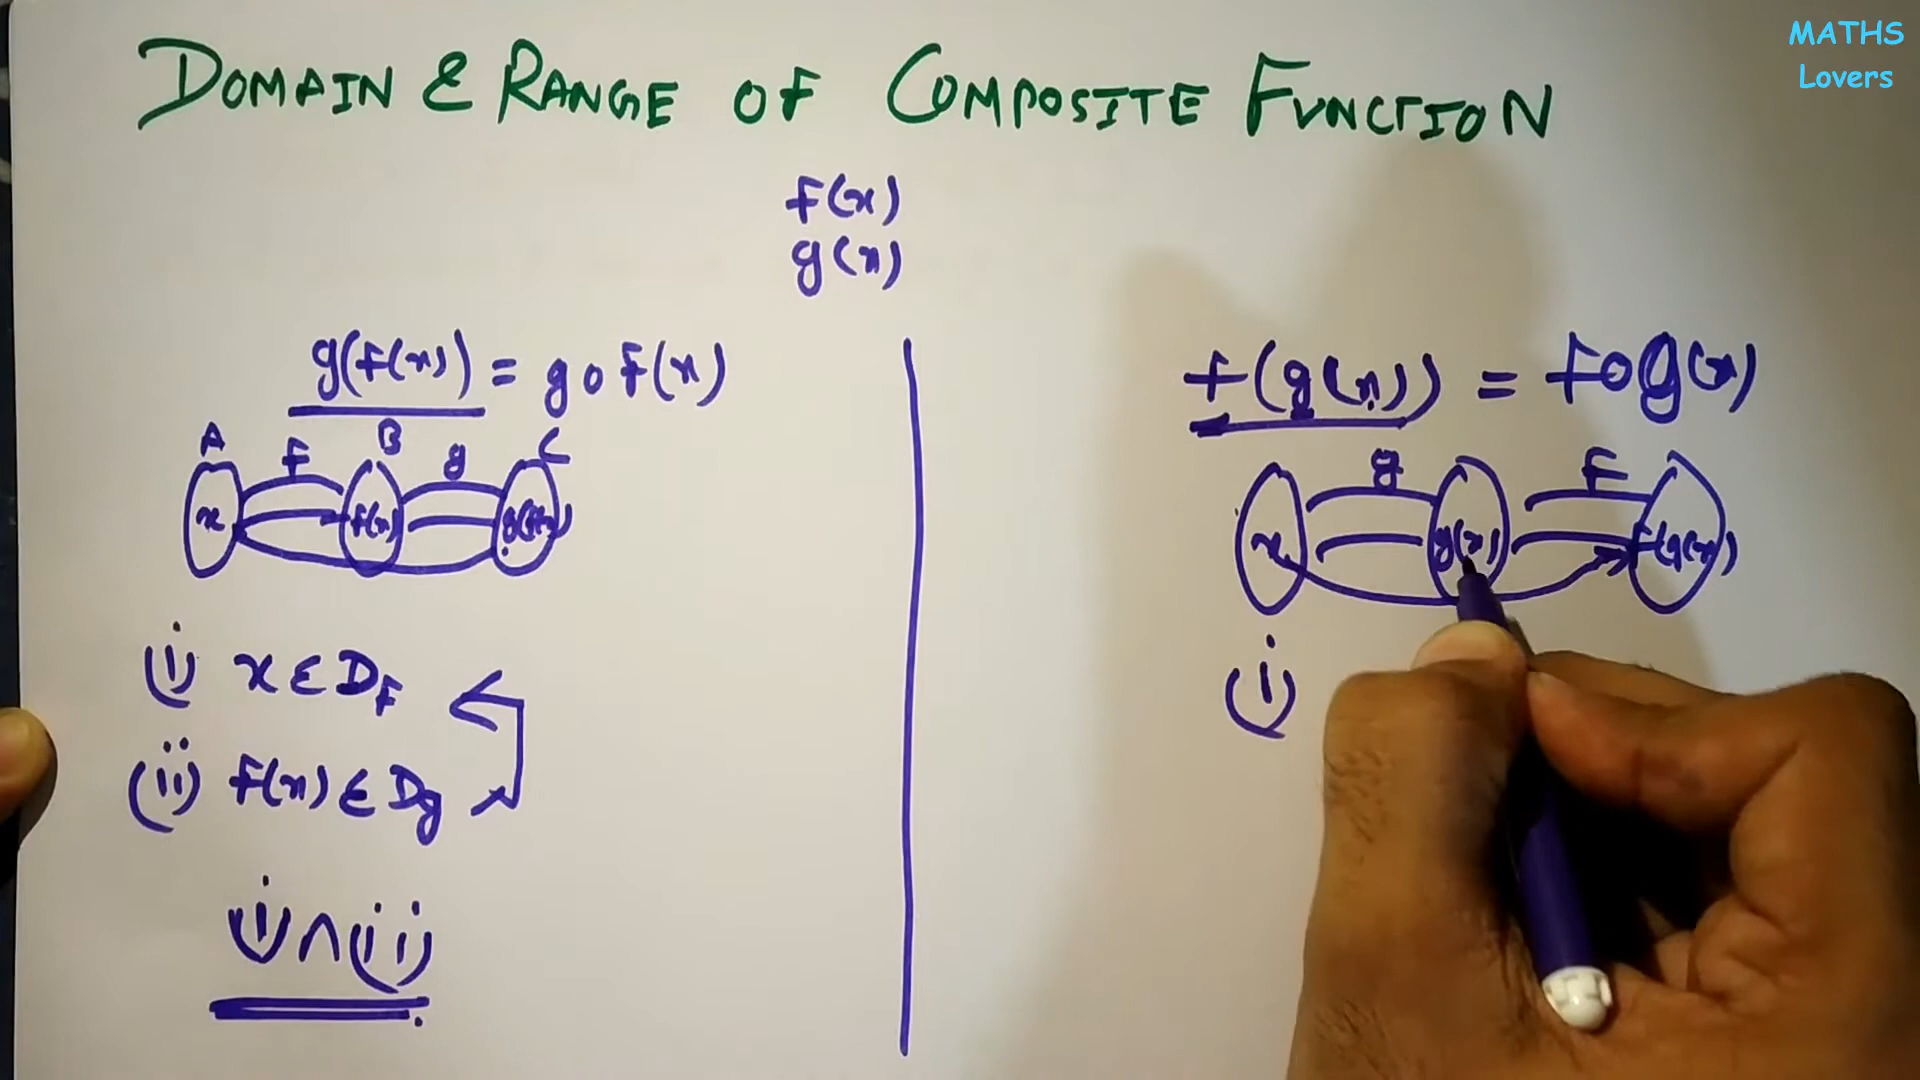 MATHS
Lovers
DOMAIN & RANGE OF COMPOSITE FUNCTION
f(x)
g(x)
g(f(x)) = gof(x)
A f B g C
x f(x) g(f(x))
(i) x ∈ Df
(ii) f(x) ∈ Dg
(i) ∩ (ii)
f(g(x)) = fog(x)
g f
x g(x) f(g(x))
(i)